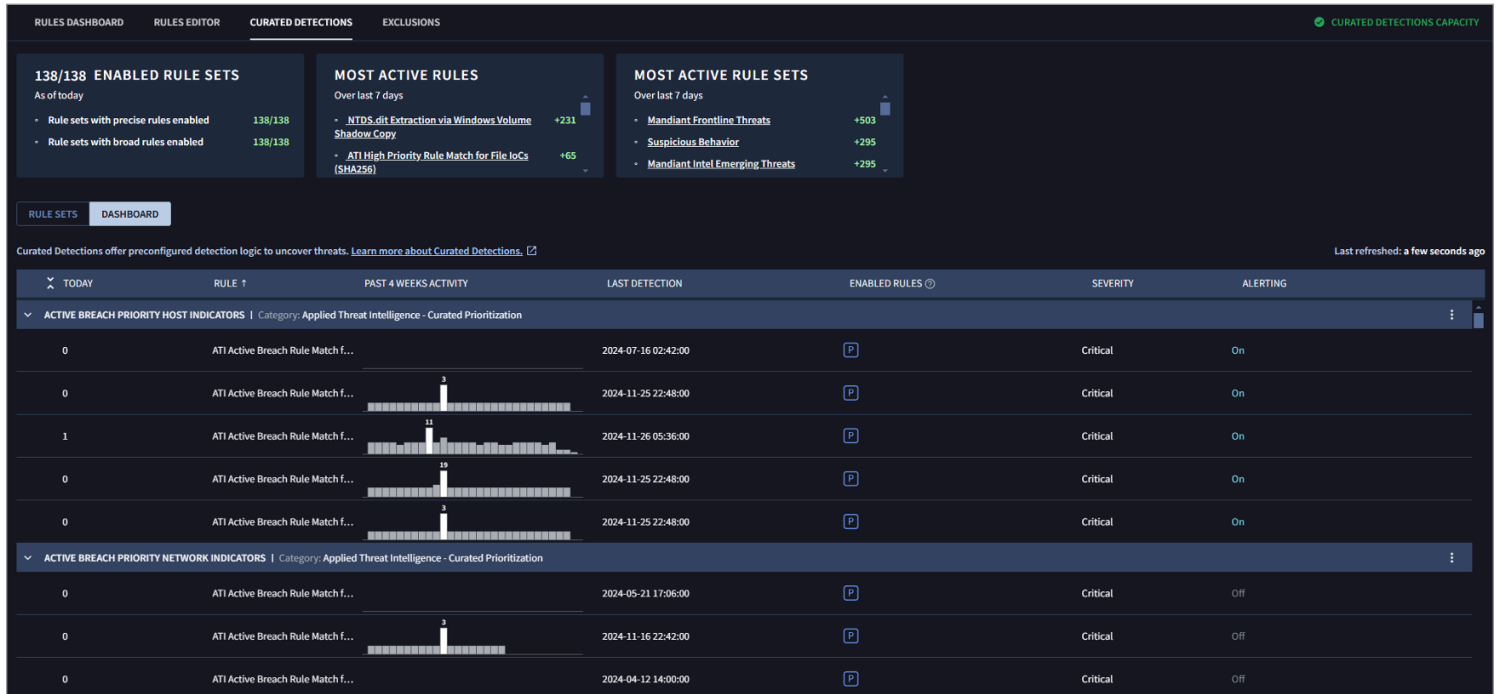 RULES DASHBOARD RULES EDITOR CURATED DETECTIONS EXCLUSIONS CURATED DETECTIONS CAPACITY
138/138 ENABLED RULE SETS
As of today
Rule sets with precise rules enabled 138/138
Rule sets with broad rules enabled 138/138
MOST ACTIVE RULES
Over last 7 days
NTDS.dit Extraction via Windows Volume +231
Shadow Copy
ATI High Priority Rule Match for File IoCs +65
(SHA256)
MOST ACTIVE RULE SETS
Over last 7 days
Mandiant Frontline Threats +503
Suspicious Behavior +295
Mandiant Intel Emerging Threats +295
RULE SETS DASHBOARD
Curated Detections offer preconfigured detection logic to uncover threats. Learn more about Curated Detections. Last refreshed: a few seconds ago
TODAY RULE ↑ PAST 4 WEEKS ACTIVITY LAST DETECTION ENABLED RULES SEVERITY ALERTING
ACTIVE BREACH PRIORITY HOST INDICATORS | Category: Applied Threat Intelligence - Curated Prioritization
0 ATI Active Breach Rule Match f... 2024-07-16 02:42:00 P Critical On
3
0 ATI Active Breach Rule Match f... 2024-11-25 22:48:00 P Critical On
11
1 ATI Active Breach Rule Match f... 2024-11-26 05:36:00 P Critical On
19
0 ATI Active Breach Rule Match f... 2024-11-25 22:48:00 P Critical On
3
0 ATI Active Breach Rule Match f... 2024-11-25 22:48:00 P Critical On
ACTIVE BREACH PRIORITY NETWORK INDICATORS | Category: Applied Threat Intelligence - Curated Prioritization
0 ATI Active Breach Rule Match f... 2024-05-21 17:06:00 P Critical Off
3
0 ATI Active Breach Rule Match f... 2024-11-16 22:42:00 P Critical Off
0 ATI Active Breach Rule Match f... 2024-04-12 14:00:00 P Critical Off